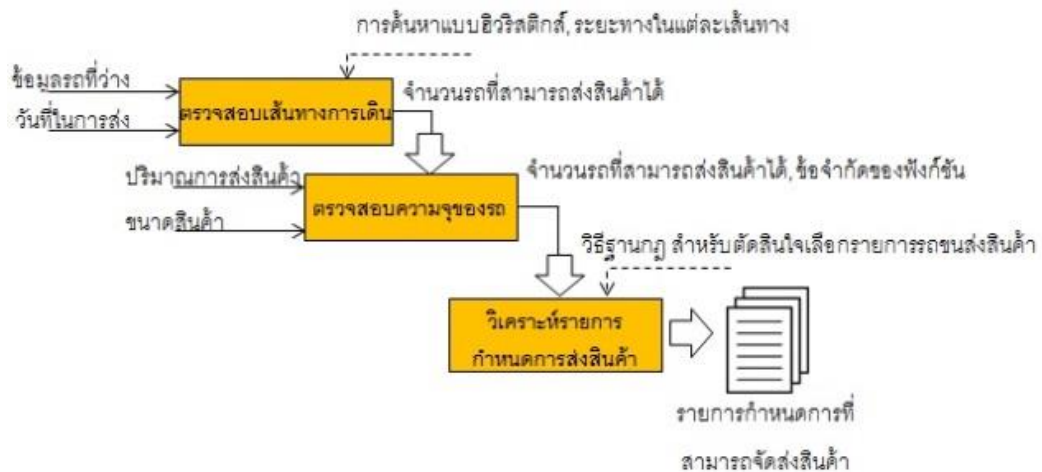 การค้นหาแบบฮิวริสติกส์, ระยะทางในแต่ละเส้นทาง
ข้อมูลรถที่ว่าง
วันที่ในการส่ง
ตรวจสอบเส้นทางการเดิน
จำนวนรถที่สามารถส่งสินค้าได้
ปริมาณการส่งสินค้า
ขนาดสินค้า
ตรวจสอบความจุของรถ
จำนวนรถที่สามารถส่งสินค้าได้, ข้อจำกัดของฟังก์ชัน
วิธีฐานกฎ สำหรับตัดสินใจเลือกรายการรถขนส่งสินค้า
วิเคราะห์รายการ
กำหนดการส่งสินค้า
รายการกำหนดการที่
สามารถจัดส่งสินค้า